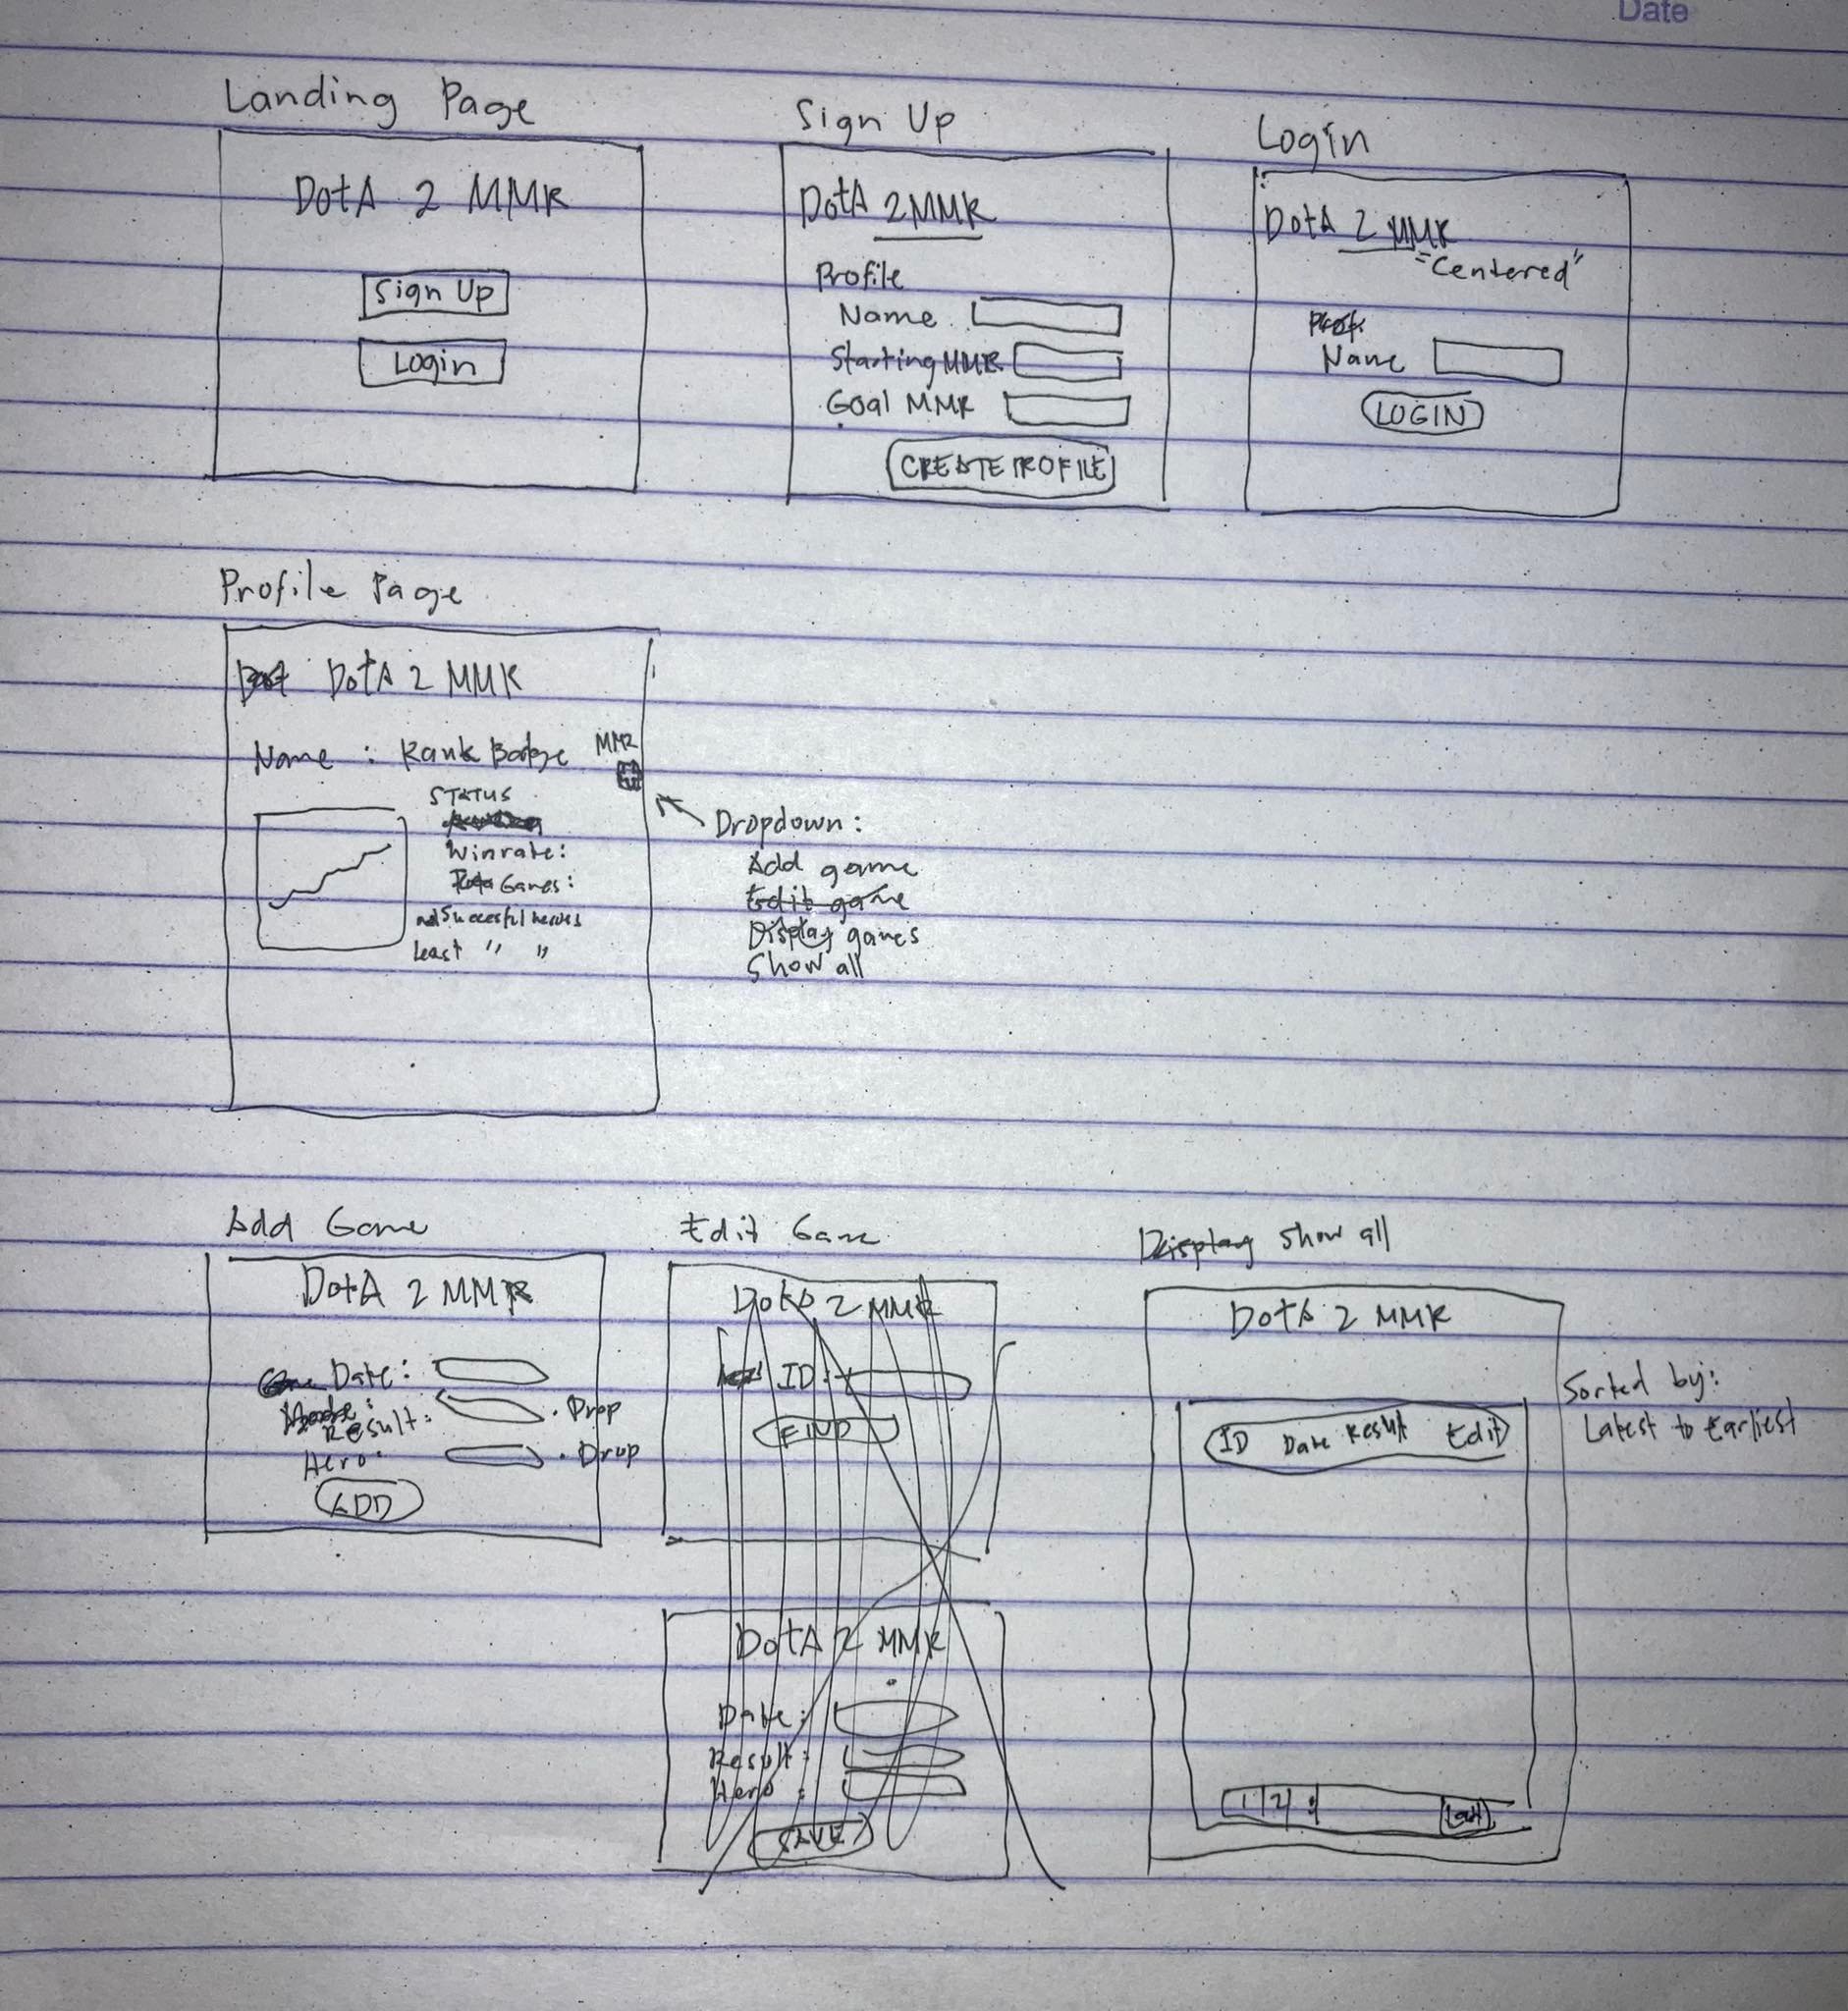 Date
Landing Page
DotA 2 MMR
Sign Up
Login
Sign Up
DotA 2 MMR
Profile
Name
Starting MMR
Goal MMR
CREATE PROFILE
Login
DotA 2 MMR
"Centered"
Name
LOGIN
Profile Page
DotA 2 MMR
Name : Rank Badge MMR
STATUS
Winrate:
Games:
Succesful heroes
Least " "
Dropdown:
Add game
Edit game
Display games
Show all
Add Game
DotA 2 MMR
Date:
Result: . Drop
Hero: . Drop
ADD
Edit Game
DotA 2 MMR
ID:
FIND
DotA 2 MMR
Date:
Result:
Hero :
SAVE
Display Show all
DotA 2 MMR
ID Date Result Edit
1 2
Sorted by:
Latest to Earliest